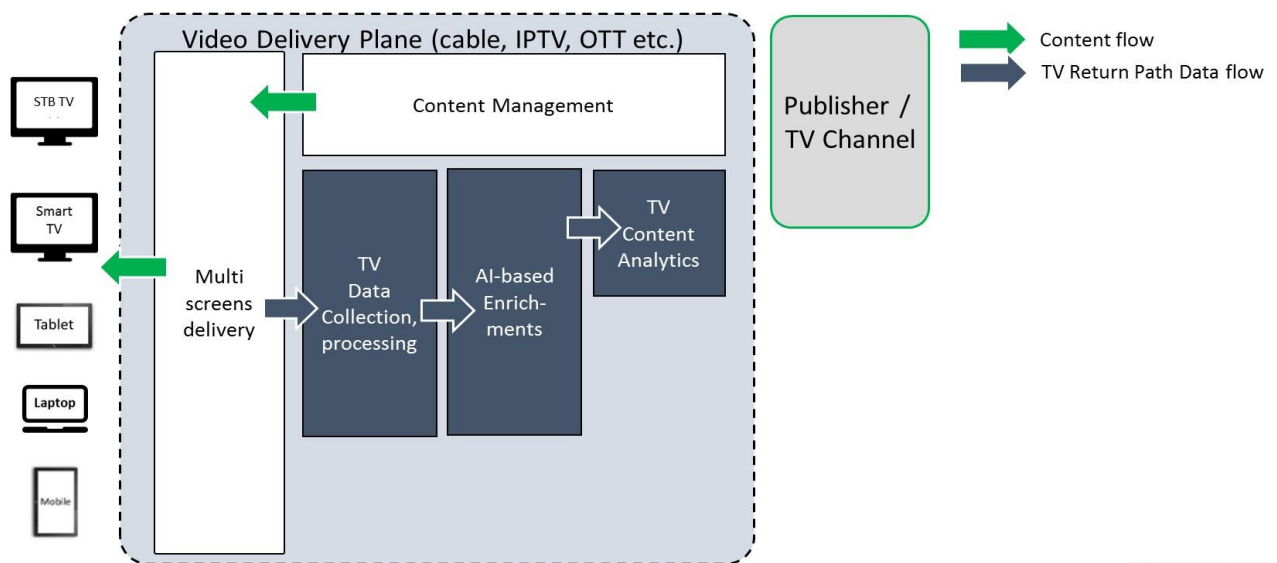 Video Delivery Plane (cable, IPTV, OTT etc.)
Content flow
TV Return Path Data flow
STB TV
Content Management
Publisher /
TV Channel
Smart
TV
TV
Content
Analytics
Multi
screens
delivery
TV
Data
Collection,
processing
AI-based
Enrich-
ments
Tablet
Laptop
Mobile